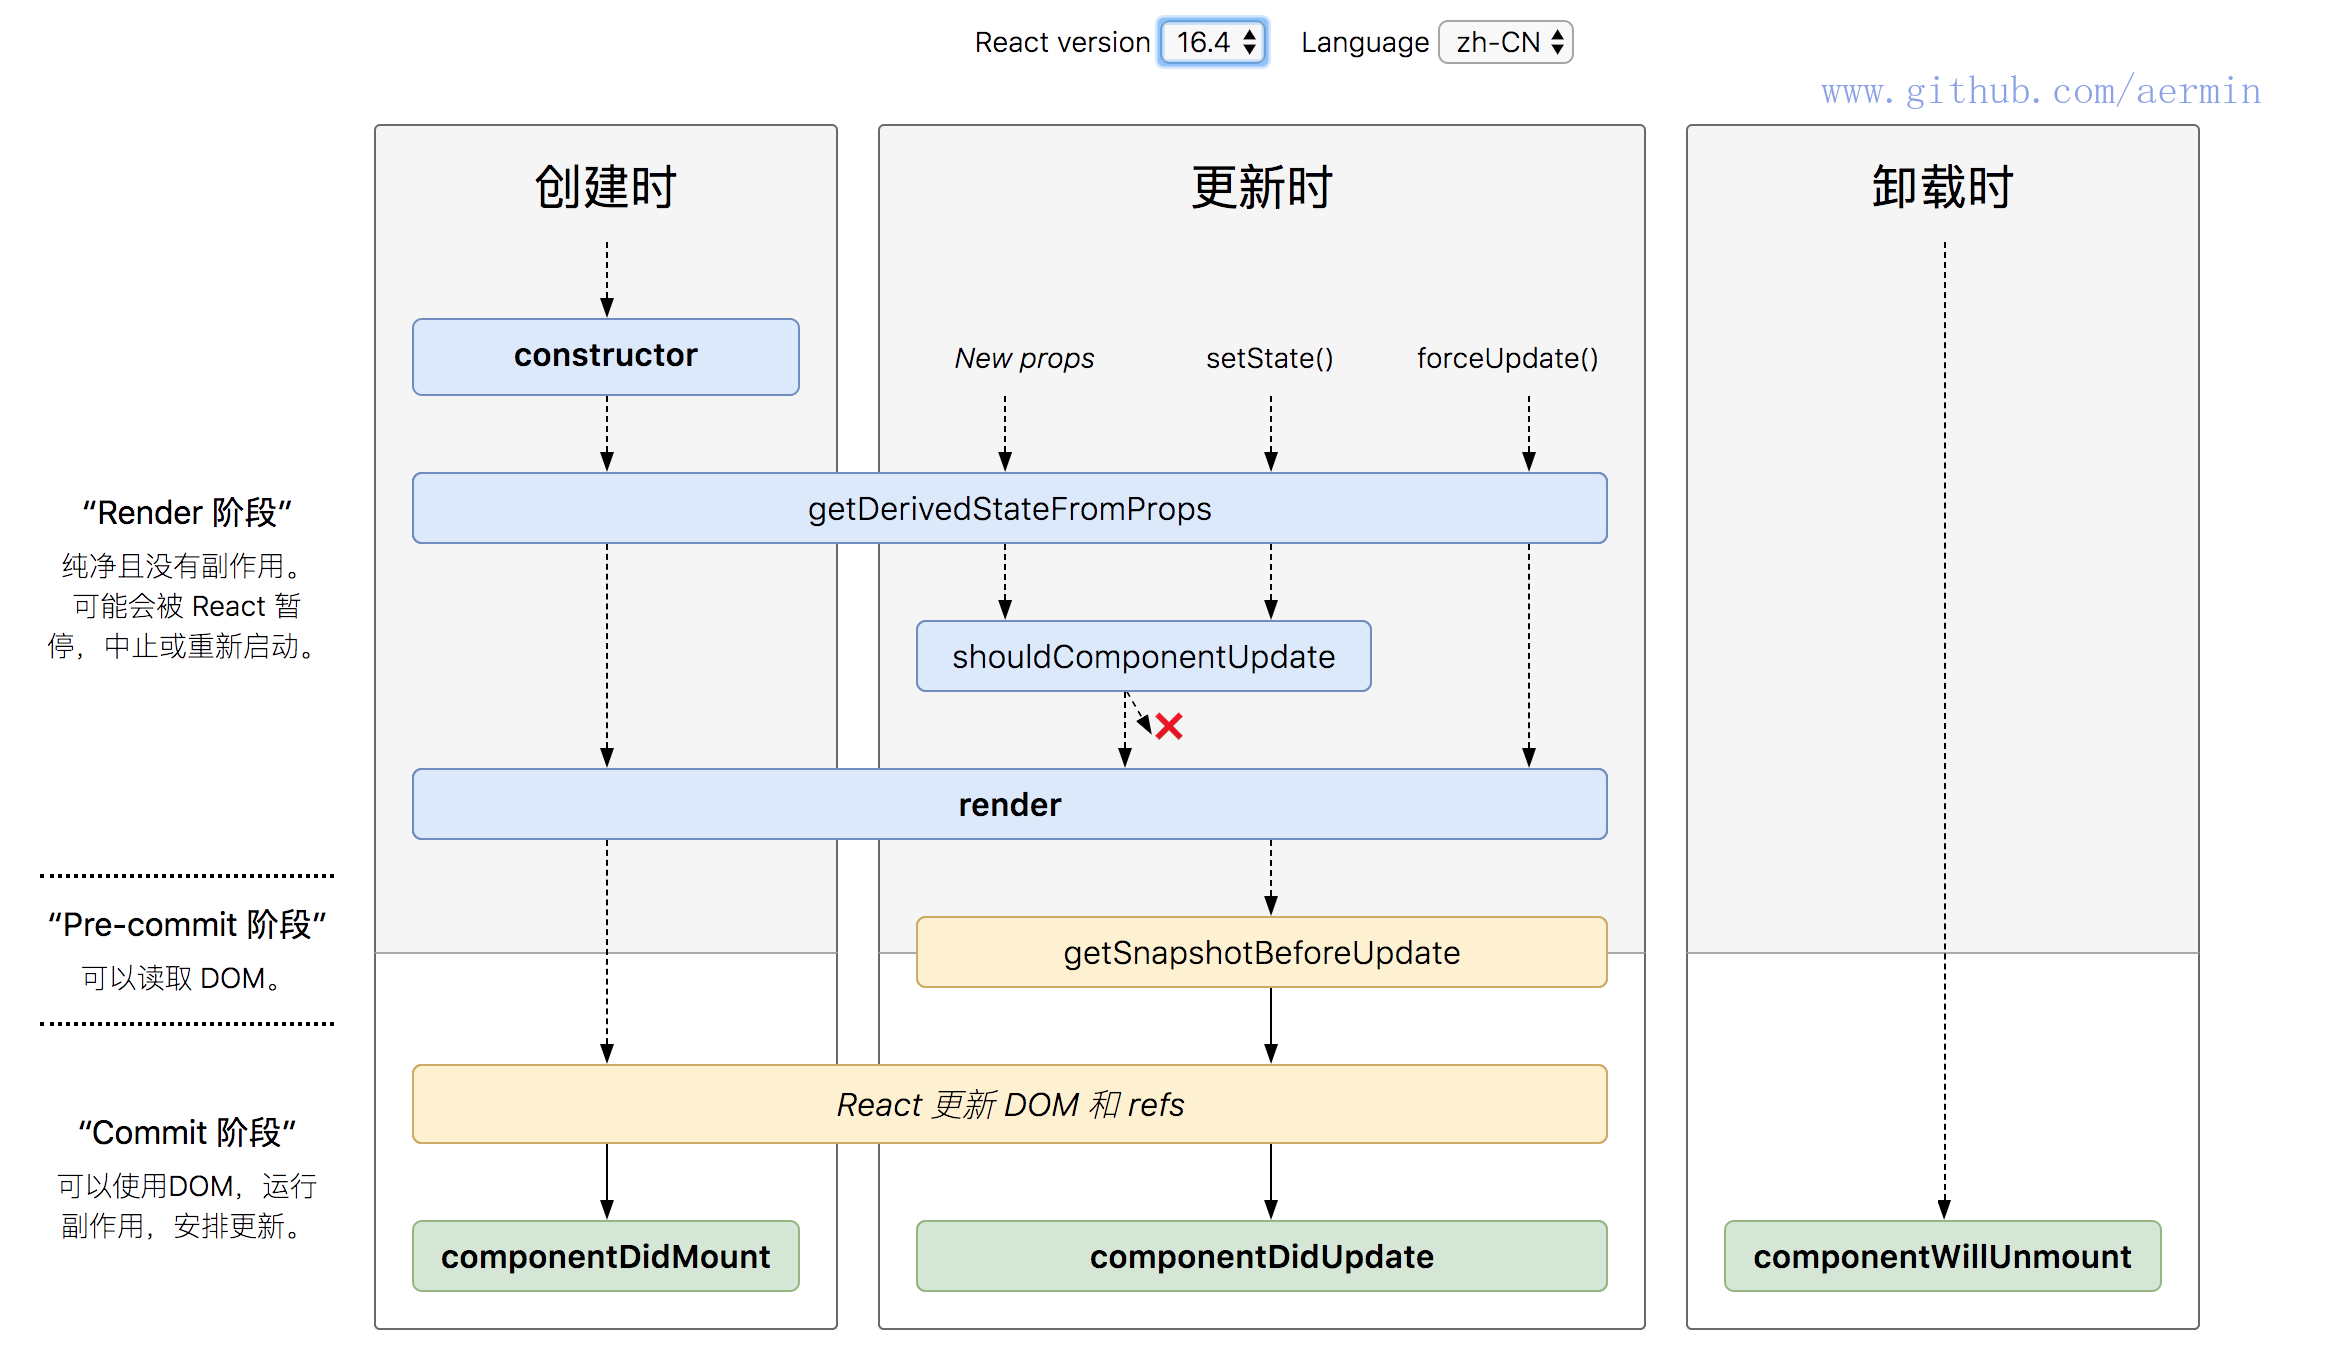 React version 16.4 Language zh-CN
www.github.com/aermin
创建时
更新时
卸载时
constructor
New props
setState()
forceUpdate()
getDerivedStateFromProps
“Render 阶段”
纯净且没有副作用。
可能会被 React 暂
停，中止或重新启动。
shouldComponentUpdate
render
“Pre-commit 阶段”
可以读取 DOM。
getSnapshotBeforeUpdate
React 更新 DOM 和 refs
“Commit 阶段”
可以使用DOM，运行
副作用，安排更新。
componentDidMount
componentDidUpdate
componentWillUnmount